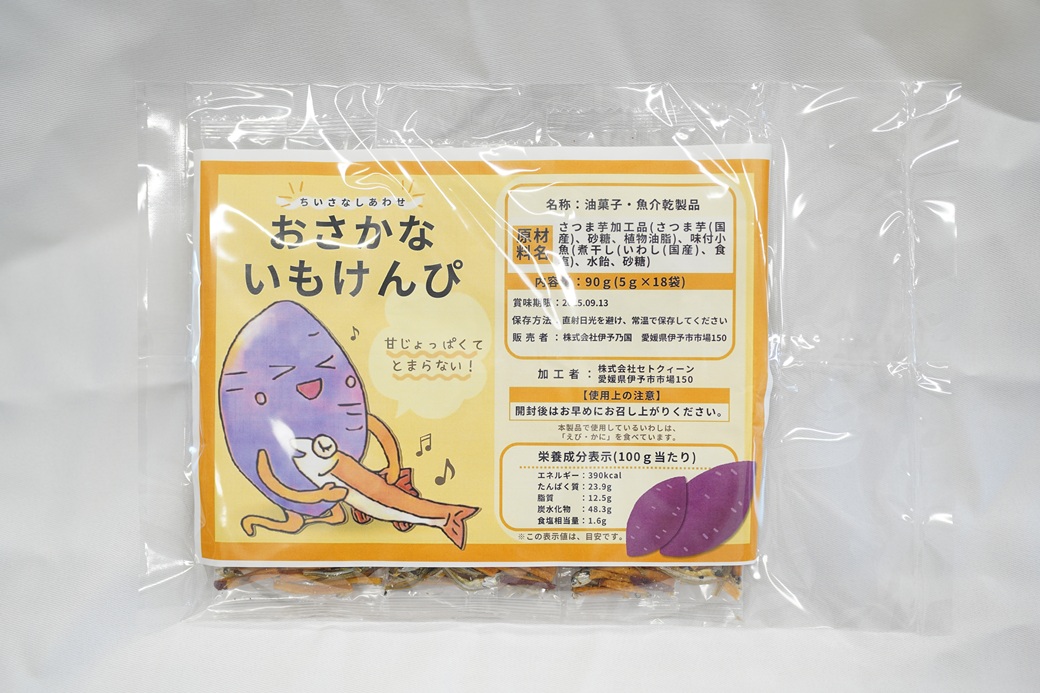 ちいさなしあわせ
おさかな
いもけんぴ
甘じょっぱくて
とまらない!
名称:油菓子・魚介乾製品
原材料名
さつま芋加工品(さつま芋(国
産)、砂糖、植物油脂)、味付小
魚(煮干し(いわし(国産)、食
塩)、水飴、砂糖)
内容量:90g(5g×18袋)
賞味期限:2025.09.13
保存方法:直射日光を避け、常温で保存してください
販売者:株式会社伊予乃国 愛媛県伊予市市場150
加工者:株式会社セトクィーン
愛媛県伊予市市場150
【使用上の注意】
開封後はお早めにお召し上がりください。
本製品で使用しているいわしは、
「えび・かに」を食べています。
栄養成分表示(100g当たり)
エネルギー:390kcal
たんぱく質:23.9g
脂質:12.5g
炭水化物:48.3g
食塩相当量:1.6g
※この表示値は、目安です。